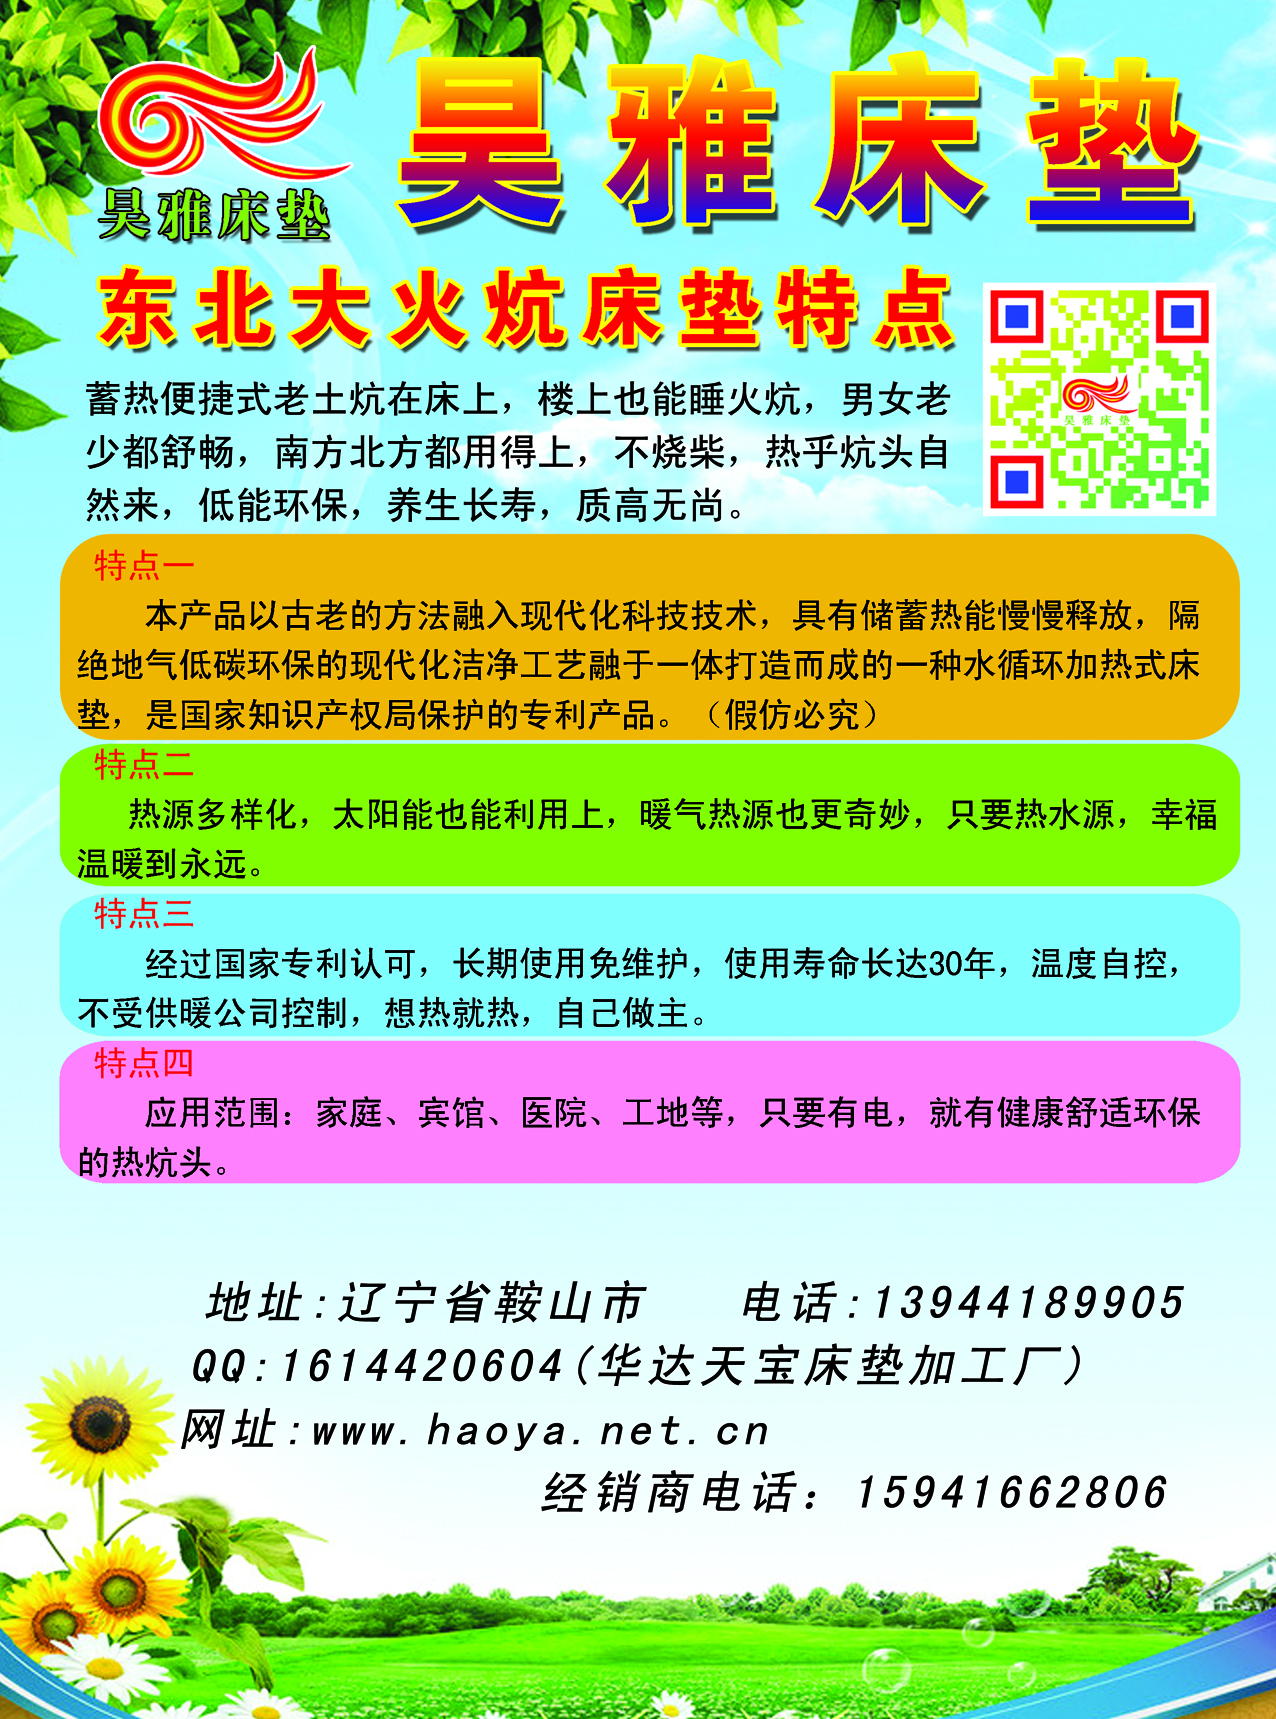 昊雅床垫
昊雅床垫
东北大火炕床垫特点
昊雅床垫
蓄热便捷式老土炕在床上，楼上也能睡火炕，男女老
少都舒畅，南方北方都用得上，不烧柴，热乎炕头自
然来，低能环保，养生长寿，质高无尚。
特点一
本产品以古老的方法融入现代化科技技术，具有储蓄热能慢慢释放，隔
绝地气低碳环保的现代化洁净工艺融于一体打造而成的一种水循环加热式床
垫，是国家知识产权局保护的专利产品。（假仿必究）
特点二
热源多样化，太阳能也能利用上，暖气热源也更奇妙，只要热水源，幸福
温暖到永远。
特点三
经过国家专利认可，长期使用免维护，使用寿命长达30年，温度自控，
不受供暖公司控制，想热就热，自己做主。
特点四
应用范围：家庭、宾馆、医院、工地等，只要有电，就有健康舒适环保
的热炕头。
地址:辽宁省鞍山市 电话:13944189905
QQ:1614420604(华达天宝床垫加工厂)
网址:www.haoya.net.cn
经销商电话：15941662806